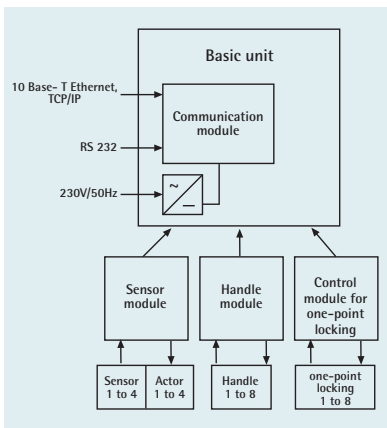 Basic unit
10 Base- T Ethernet,
TCP/IP
Communication
module
RS 232
230V/50Hz
~
Sensor
module
Handle
module
Control
module for
one-point
locking
Sensor
1 to 4
Actor
1 to 4
Handle
1 to 8
one-point
locking
1 to 8